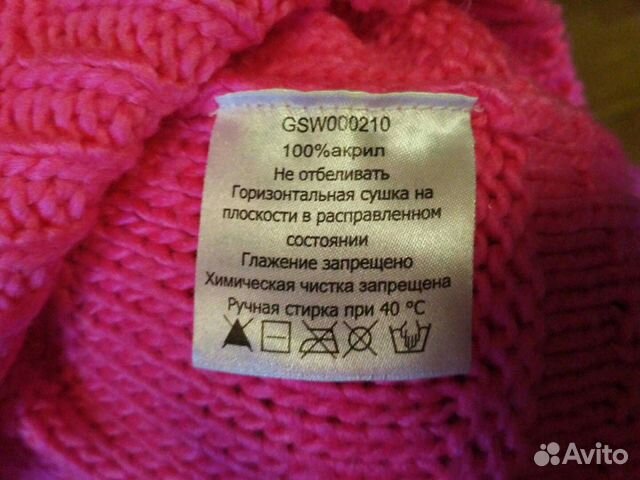 GSW000210
100%акрил
Не отбеливать
Горизонтальная сушка на
плоскости в расправленном
состоянии
Глажение запрещено
Химическая чистка запрещена
Ручная стирка при 40 °C
Avito